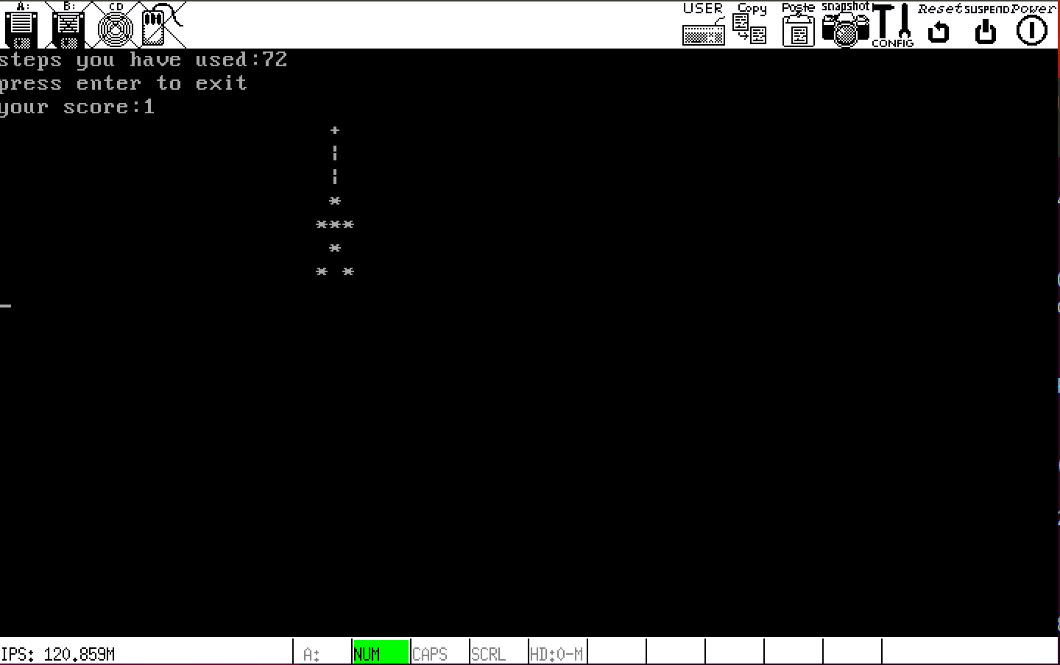 A: B: CD USER Copy Paste snapshot CONFIG Reset SUSPEND Power
steps you have used:72
press enter to exit
your score:1
+
¦
¦
*
***
*
* *
_
IPS: 120.859M A: NUM CAPS SCRL HD:0-M